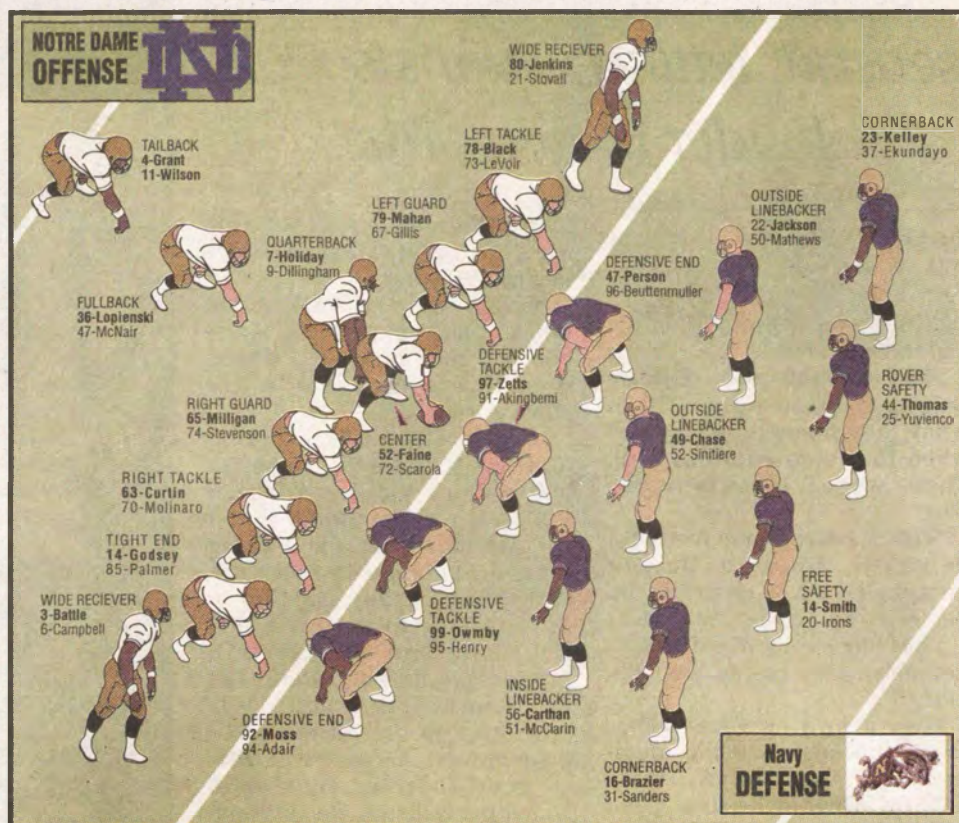 NOTRE DAME
OFFENSE
ND
WIDE RECIEVER
80-Jenkins
21-Stovall
CORNERBACK
23-Kelley
37-Ekundayo
TAILBACK
4-Grant
11-Wilson
LEFT TACKLE
78-Black
73-LeVoir
LEFT GUARD
79-Mahan
67-Gillis
OUTSIDE
LINEBACKER
22-Jackson
50-Mathews
QUARTERBACK
7-Holiday
9-Dillingham
DEFENSIVE END
47-Person
96-Beuttenmuller
FULLBACK
36-Lopienski
47-McNair
DEFENSIVE
TACKLE
97-Zetts
91-Akingbemi
ROVER
SAFETY
44-Thomas
25-Yuvienco
RIGHT GUARD
65-Milligan
74-Stevenson
CENTER
52-Faine
72-Scarola
OUTSIDE
LINEBACKER
49-Chase
52-Sinitiere
RIGHT TACKLE
63-Curtin
70-Molinaro
TIGHT END
14-Godsey
85-Palmer
WIDE RECIEVER
3-Battle
6-Campbell
DEFENSIVE
TACKLE
99-Owmby
95-Henry
FREE
SAFETY
14-Smith
20-Irons
INSIDE
LINEBACKER
56-Carthan
51-McClarin
DEFENSIVE END
92-Moss
94-Adair
CORNERBACK
16-Brazier
31-Sanders
Navy
DEFENSE